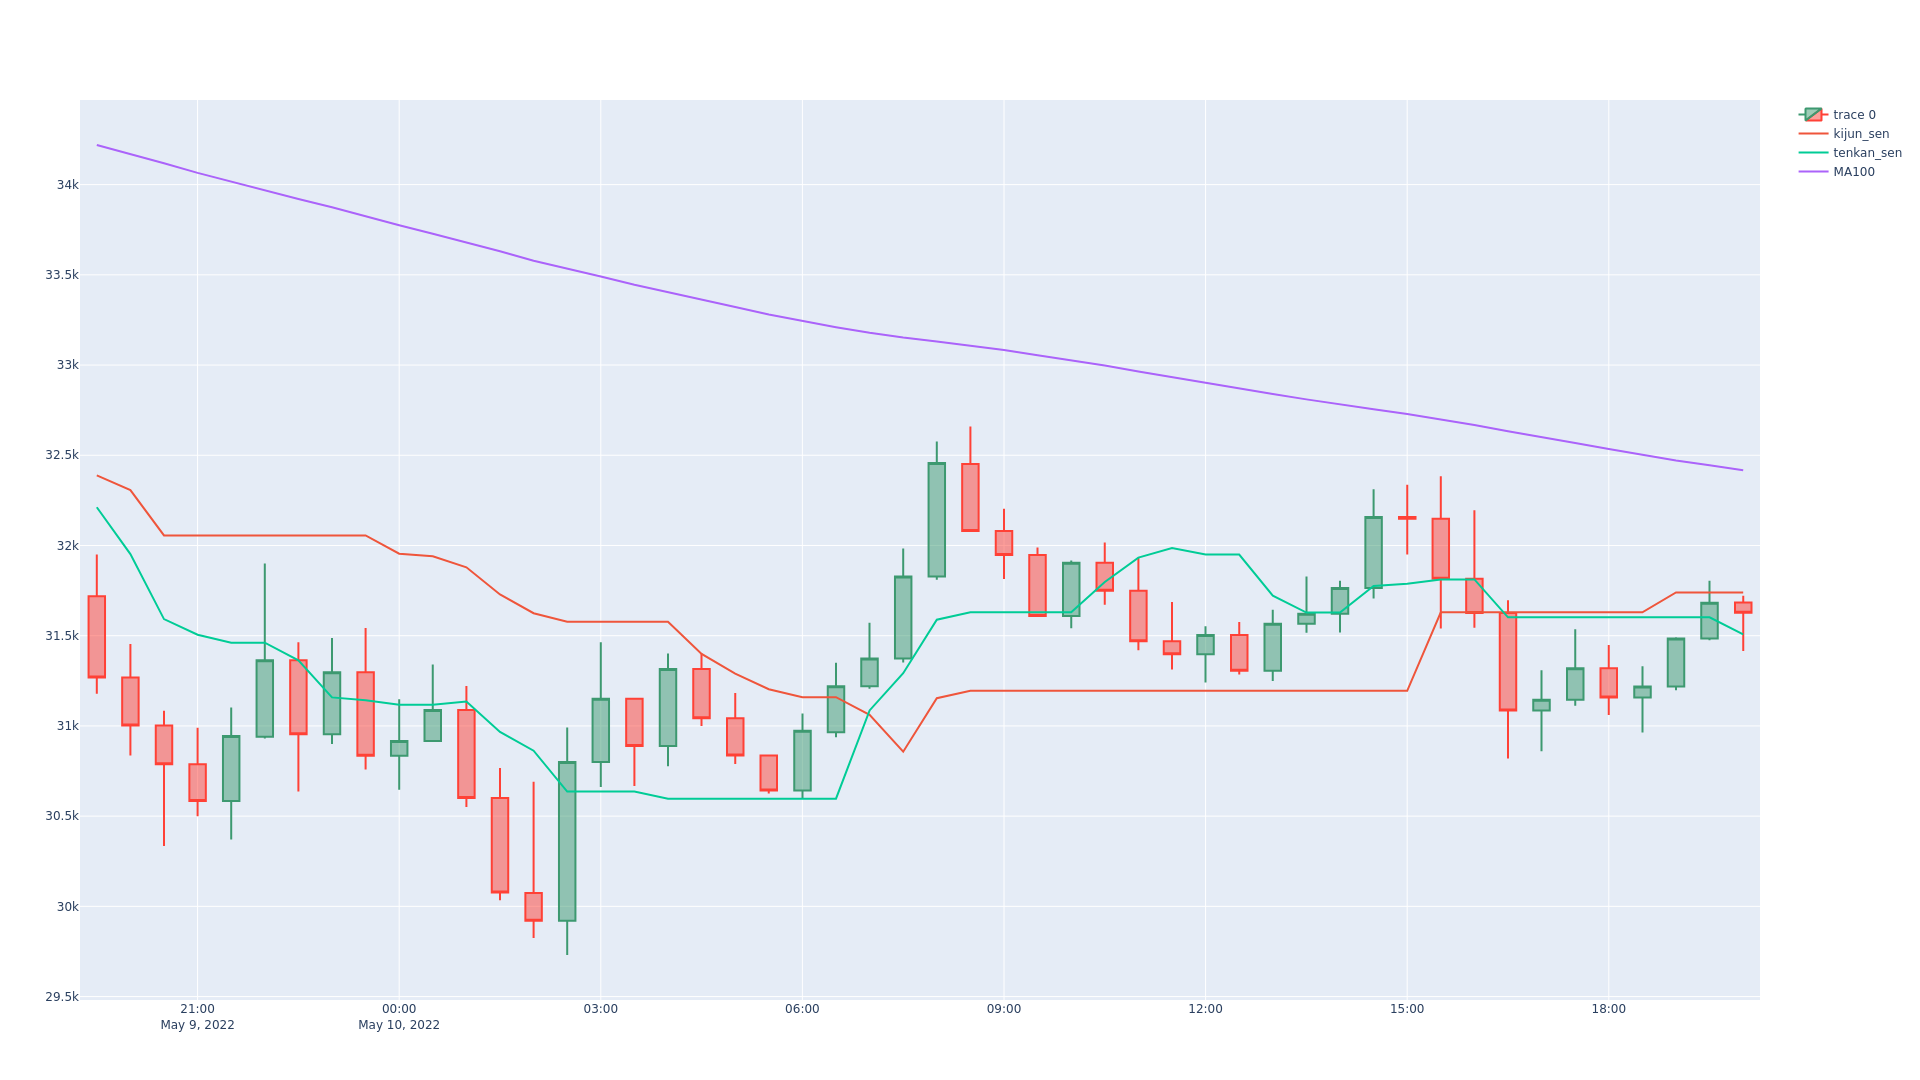 trace 0
kijun_sen
tenkan_sen
MA100
34k
33.5k
33k
32.5k
32k
31.5k
31k
30.5k
30k
29.5k
21:00 00:00 03:00 06:00 09:00 12:00 15:00 18:00
May 9, 2022 May 10, 2022